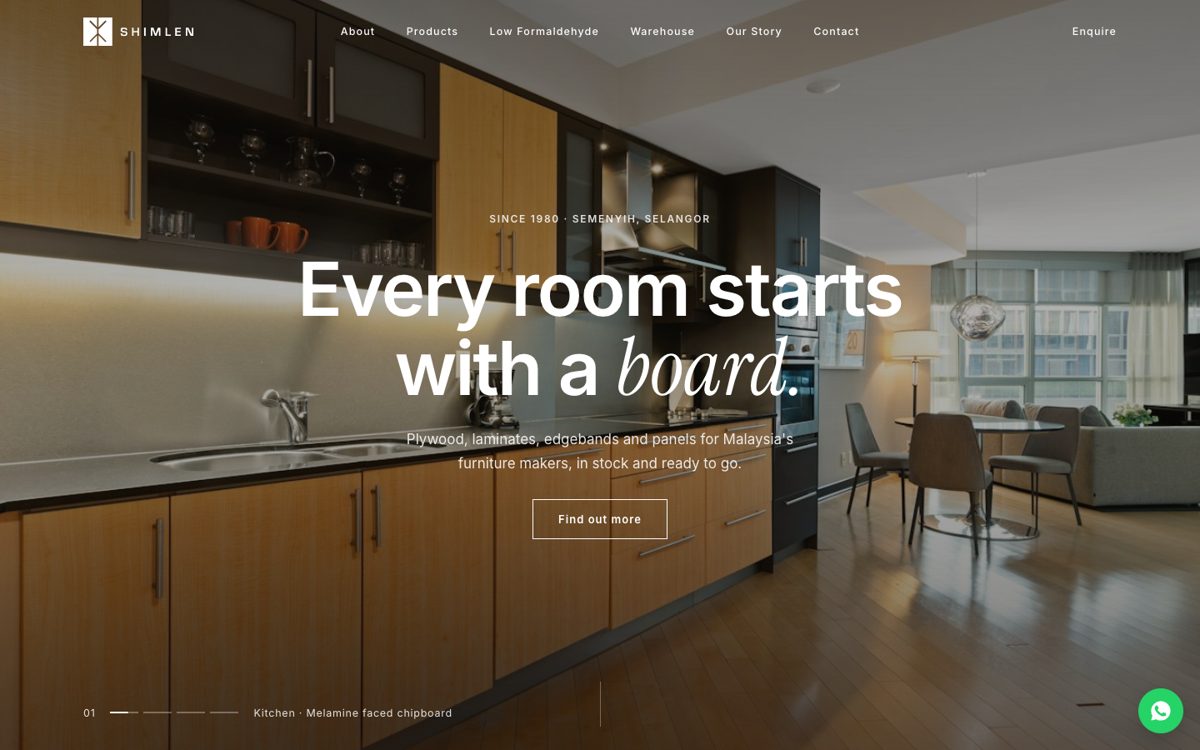 SHIMLEN
About
Products
Low Formaldehyde
Warehouse
Our Story
Contact
Enquire
SINCE 1980 · SEMENYIH, SELANGOR
Every room starts
with a board.
Plywood, laminates, edgebands and panels for Malaysia's
furniture makers, in stock and ready to go.
Find out more
01
Kitchen · Melamine faced chipboard